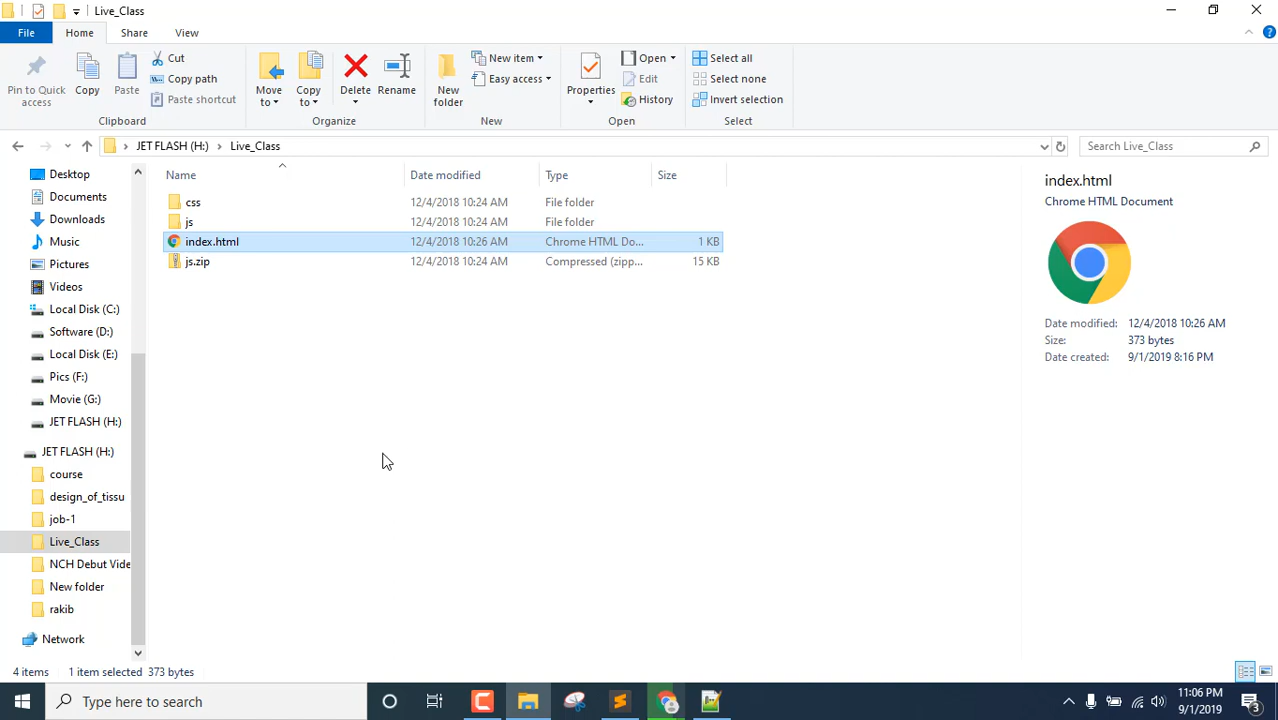 Live_Class
File Home Share View
Pin to Quick access
Copy
Paste
Cut
Copy path
Paste shortcut
Clipboard
Move to
Copy to
Delete
Rename
Organize
New folder
New item
Easy access
New
Properties
Open
Edit
History
Open
Select all
Select none
Invert selection
Select
JET FLASH (H:) Live_Class
Search Live_Class
Name Date modified Type Size
css 12/4/2018 10:24 AM File folder
js 12/4/2018 10:24 AM File folder
index.html 12/4/2018 10:26 AM Chrome HTML Do... 1 KB
js.zip 12/4/2018 10:24 AM Compressed (zipp... 15 KB
Desktop
Documents
Downloads
Music
Pictures
Videos
Local Disk (C:)
Software (D:)
Local Disk (E:)
Pics (F:)
Movie (G:)
JET FLASH (H:)
JET FLASH (H:)
course
design_of_tissu
job-1
Live_Class
NCH Debut Vide
New folder
rakib
Network
index.html
Chrome HTML Document
Date modified: 12/4/2018 10:26 AM
Size: 373 bytes
Date created: 9/1/2019 8:16 PM
4 items 1 item selected 373 bytes
Type here to search
11:06 PM
9/1/2019
3